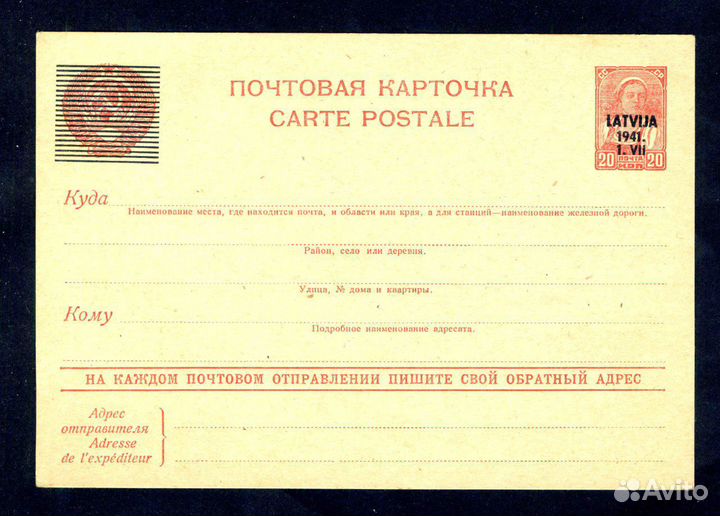 ПОЧТОВАЯ КАРТОЧКА
CARTE POSTALE
LATVIJA
1941.
1. VII
20 ПОЧТА 20
КОП.
Куда
Наименование места, где находится почта, и области или края, а для станций—наименование железной дороги.
Район, село или деревня.
Улица, № дома и квартиры.
Кому
Подробное наименование адресата.
НА КАЖДОМ ПОЧТОВОМ ОТПРАВЛЕНИИ ПИШИТЕ СВОЙ ОБРАТНЫЙ АДРЕС
Адрес
отправителя
Adresse
de l'expéditeur
Avito